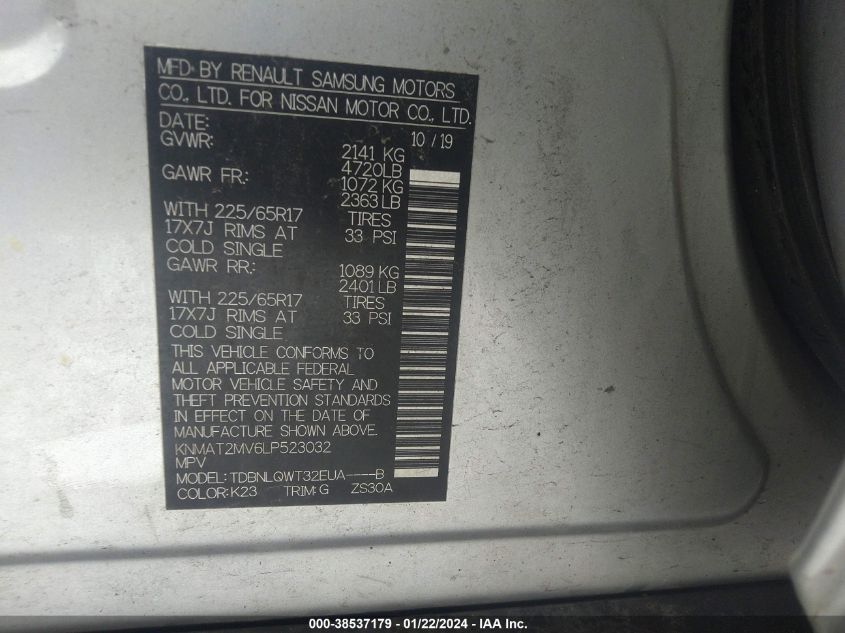 MFD BY RENAULT SAMSUNG MOTORS
CO., LTD. FOR NISSAN MOTOR CO., LTD.
DATE: 10 / 19
GVWR: 2141 KG
4720LB
GAWR FR: 1072 KG
2363 LB
WITH 225/65R17 TIRES
17X7J RIMS AT 33 PSI
COLD SINGLE
GAWR RR: 1089 KG
2401 LB
WITH 225/65R17 TIRES
17X7J RIMS AT 33 PSI
COLD SINGLE
THIS VEHICLE CONFORMS TO
ALL APPLICABLE FEDERAL
MOTOR VEHICLE SAFETY AND
THEFT PREVENTION STANDARDS
IN EFFECT ON THE DATE OF
MANUFACTURE SHOWN ABOVE.
KNMAT2MV6LP523032
MPV
MODEL: TDBNLQWT32EUA----B
COLOR: K23 TRIM: G ZS30A
000-38537179 - 01/22/2024 - IAA Inc.